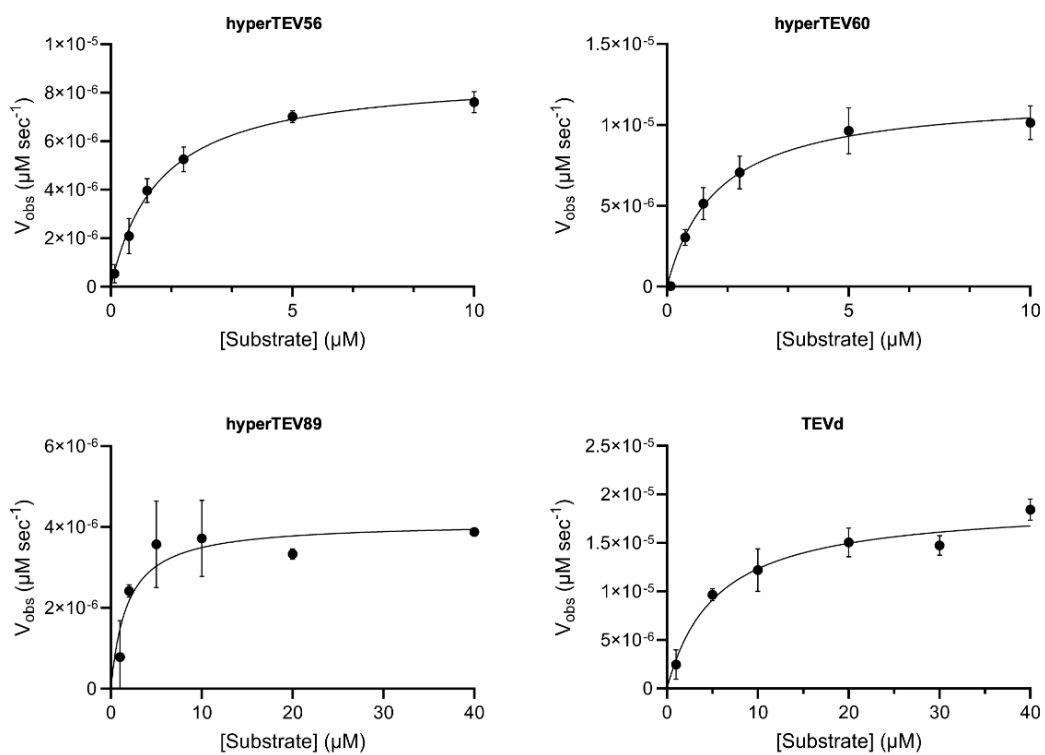 hyperTEV56
1×10⁻⁵
8×10⁻⁶
6×10⁻⁶
4×10⁻⁶
2×10⁻⁶
0
V_obs (µM sec⁻¹)
0 5 10
[Substrate] (µM)
hyperTEV60
1.5×10⁻⁵
1×10⁻⁵
5×10⁻⁶
0
V_obs (µM sec⁻¹)
0 5 10
[Substrate] (µM)
hyperTEV89
6×10⁻⁶
4×10⁻⁶
2×10⁻⁶
0
V_obs (µM sec⁻¹)
0 10 20 30 40
[Substrate] (µM)
TEVd
2.5×10⁻⁵
2×10⁻⁵
1.5×10⁻⁵
1×10⁻⁵
5×10⁻⁶
0
V_obs (µM sec⁻¹)
0 10 20 30 40
[Substrate] (µM)